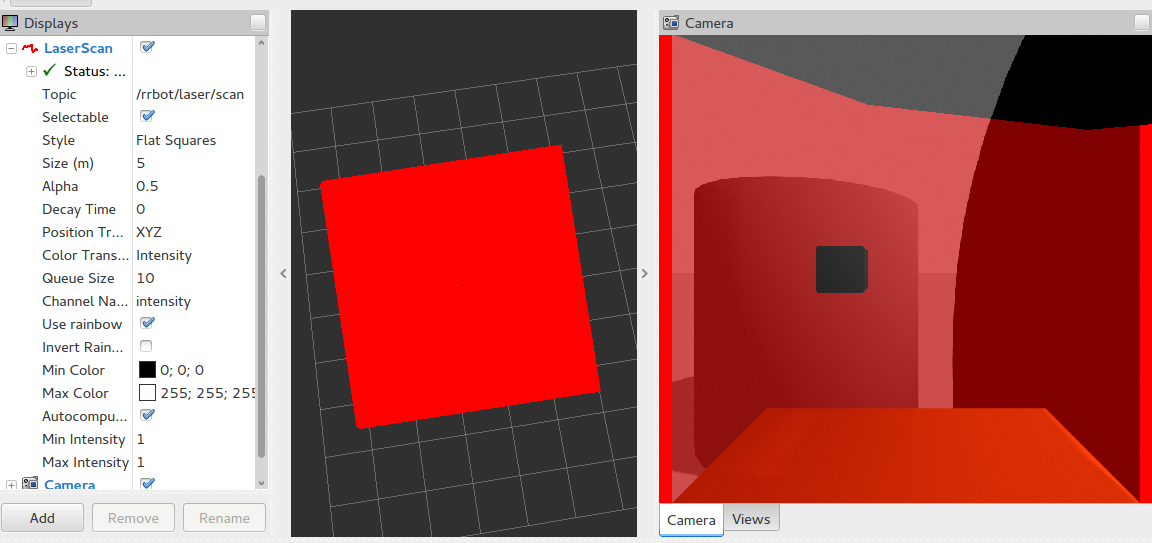 Displays
LaserScan
Status: ...
Topic /rrbot/laser/scan
Selectable
Style Flat Squares
Size (m) 5
Alpha 0.5
Decay Time 0
Position Tr... XYZ
Color Trans... Intensity
Queue Size 10
Channel Na... intensity
Use rainbow
Invert Rain...
Min Color 0; 0; 0
Max Color 255; 255; 255
Autocompu...
Min Intensity 1
Max Intensity 1
Camera
Add Remove Rename
Camera
Camera Views